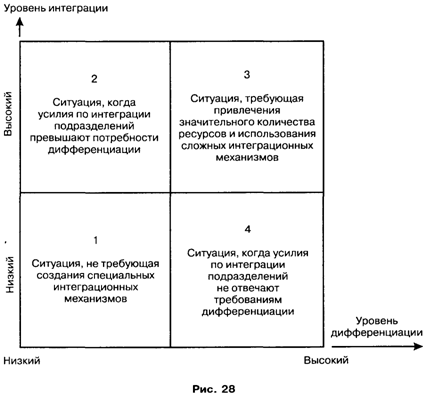 Уровень интеграции
Высокий
2
Ситуация, когда
усилия по интеграции
подразделений
превышают потребности
дифференциации
3
Ситуация, требующая
привлечения
значительного количества
ресурсов и использования
сложных интеграционных
механизмов
Низкий
1
Ситуация, не требующая
создания специальных
интеграционных
механизмов
4
Ситуация, когда усилия
по интеграции
подразделений
не отвечают
требованиям
дифференциации
Уровень
дифференциации
Низкий
Высокий
Рис. 28